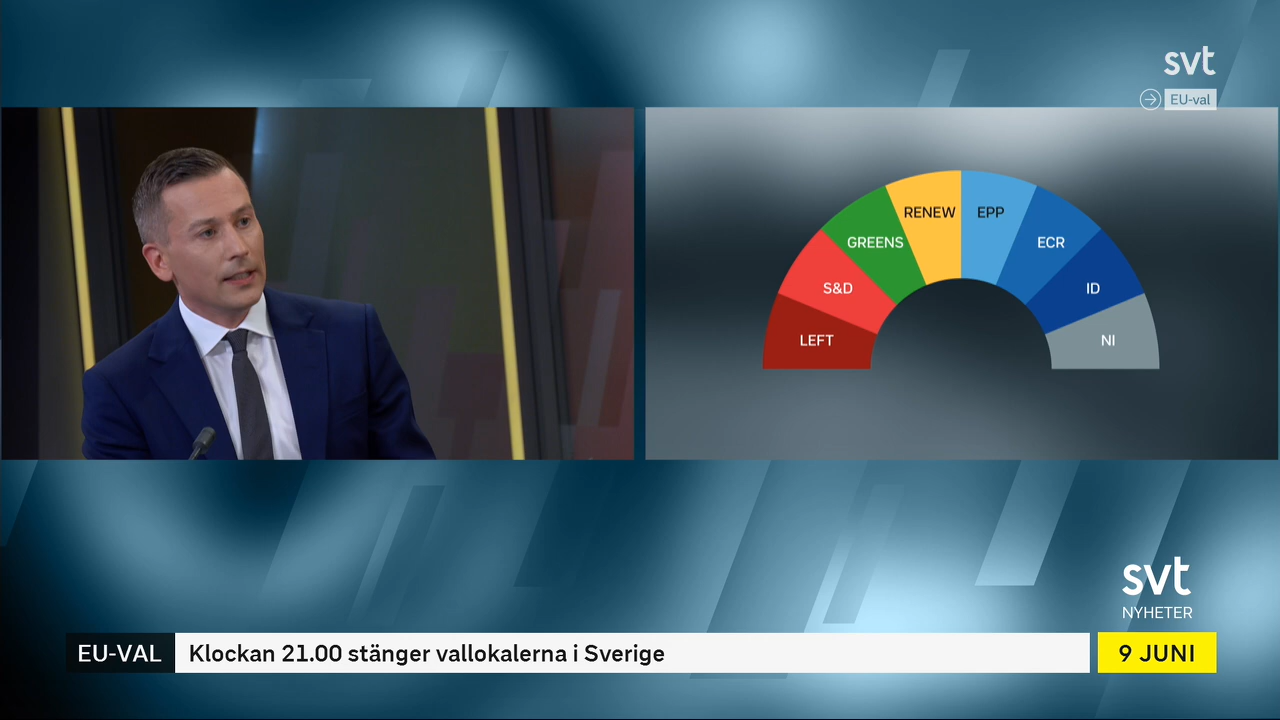 svt
EU-val
RENEW
EPP
GREENS
ECR
S&D
ID
LEFT
NI
svt
NYHETER
EU-VAL
Klockan 21.00 stänger vallokalerna i Sverige
9 JUNI